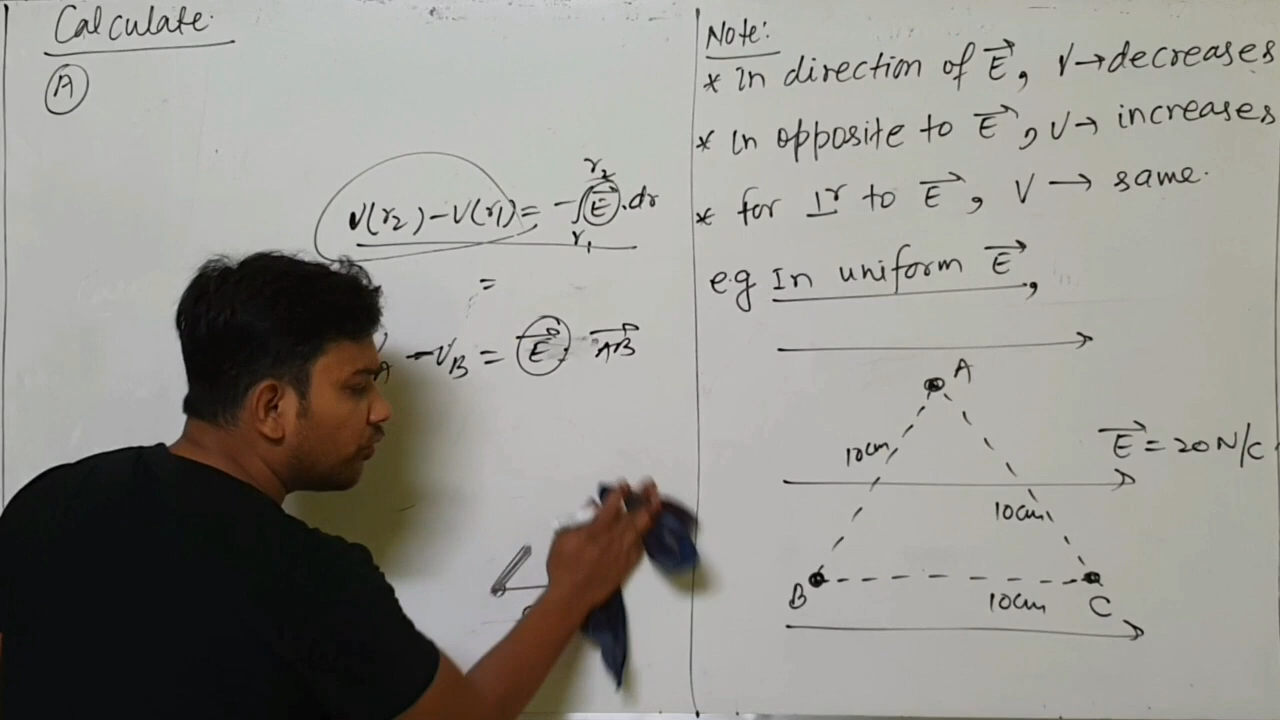 Calculate:
A
V(r2) - V(r1) = - ∫ E⃗ . dr
r2
r1
=
A - VB = E⃗ . AB⃗
Note:
* In direction of E⃗, V → decreases
* In opposite to E⃗, V → increases
* for ⊥r to E⃗, V → same.
e.g In uniform E⃗,
A
10cm
E⃗ = 20 N/C.
10cm
B
10cm
C